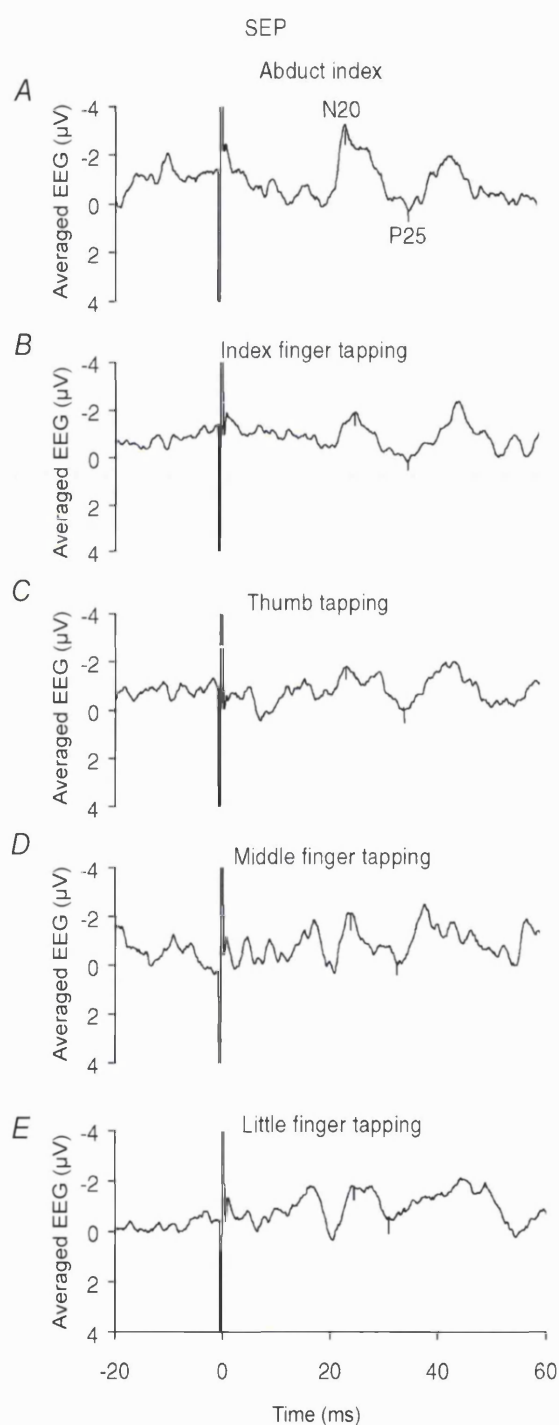 SEP
A
Abduct index
Averaged EEG (µV)
-4
-2
0
2
4
N20
P25
B
Index finger tapping
Averaged EEG (µV)
-4
-2
0
2
4
C
Thumb tapping
Averaged EEG (µV)
-4
-2
0
2
4
D
Middle finger tapping
Averaged EEG (µV)
-4
-2
0
2
4
E
Little finger tapping
Averaged EEG (µV)
-4
-2
0
2
4
-20 0 20 40 60
Time (ms)